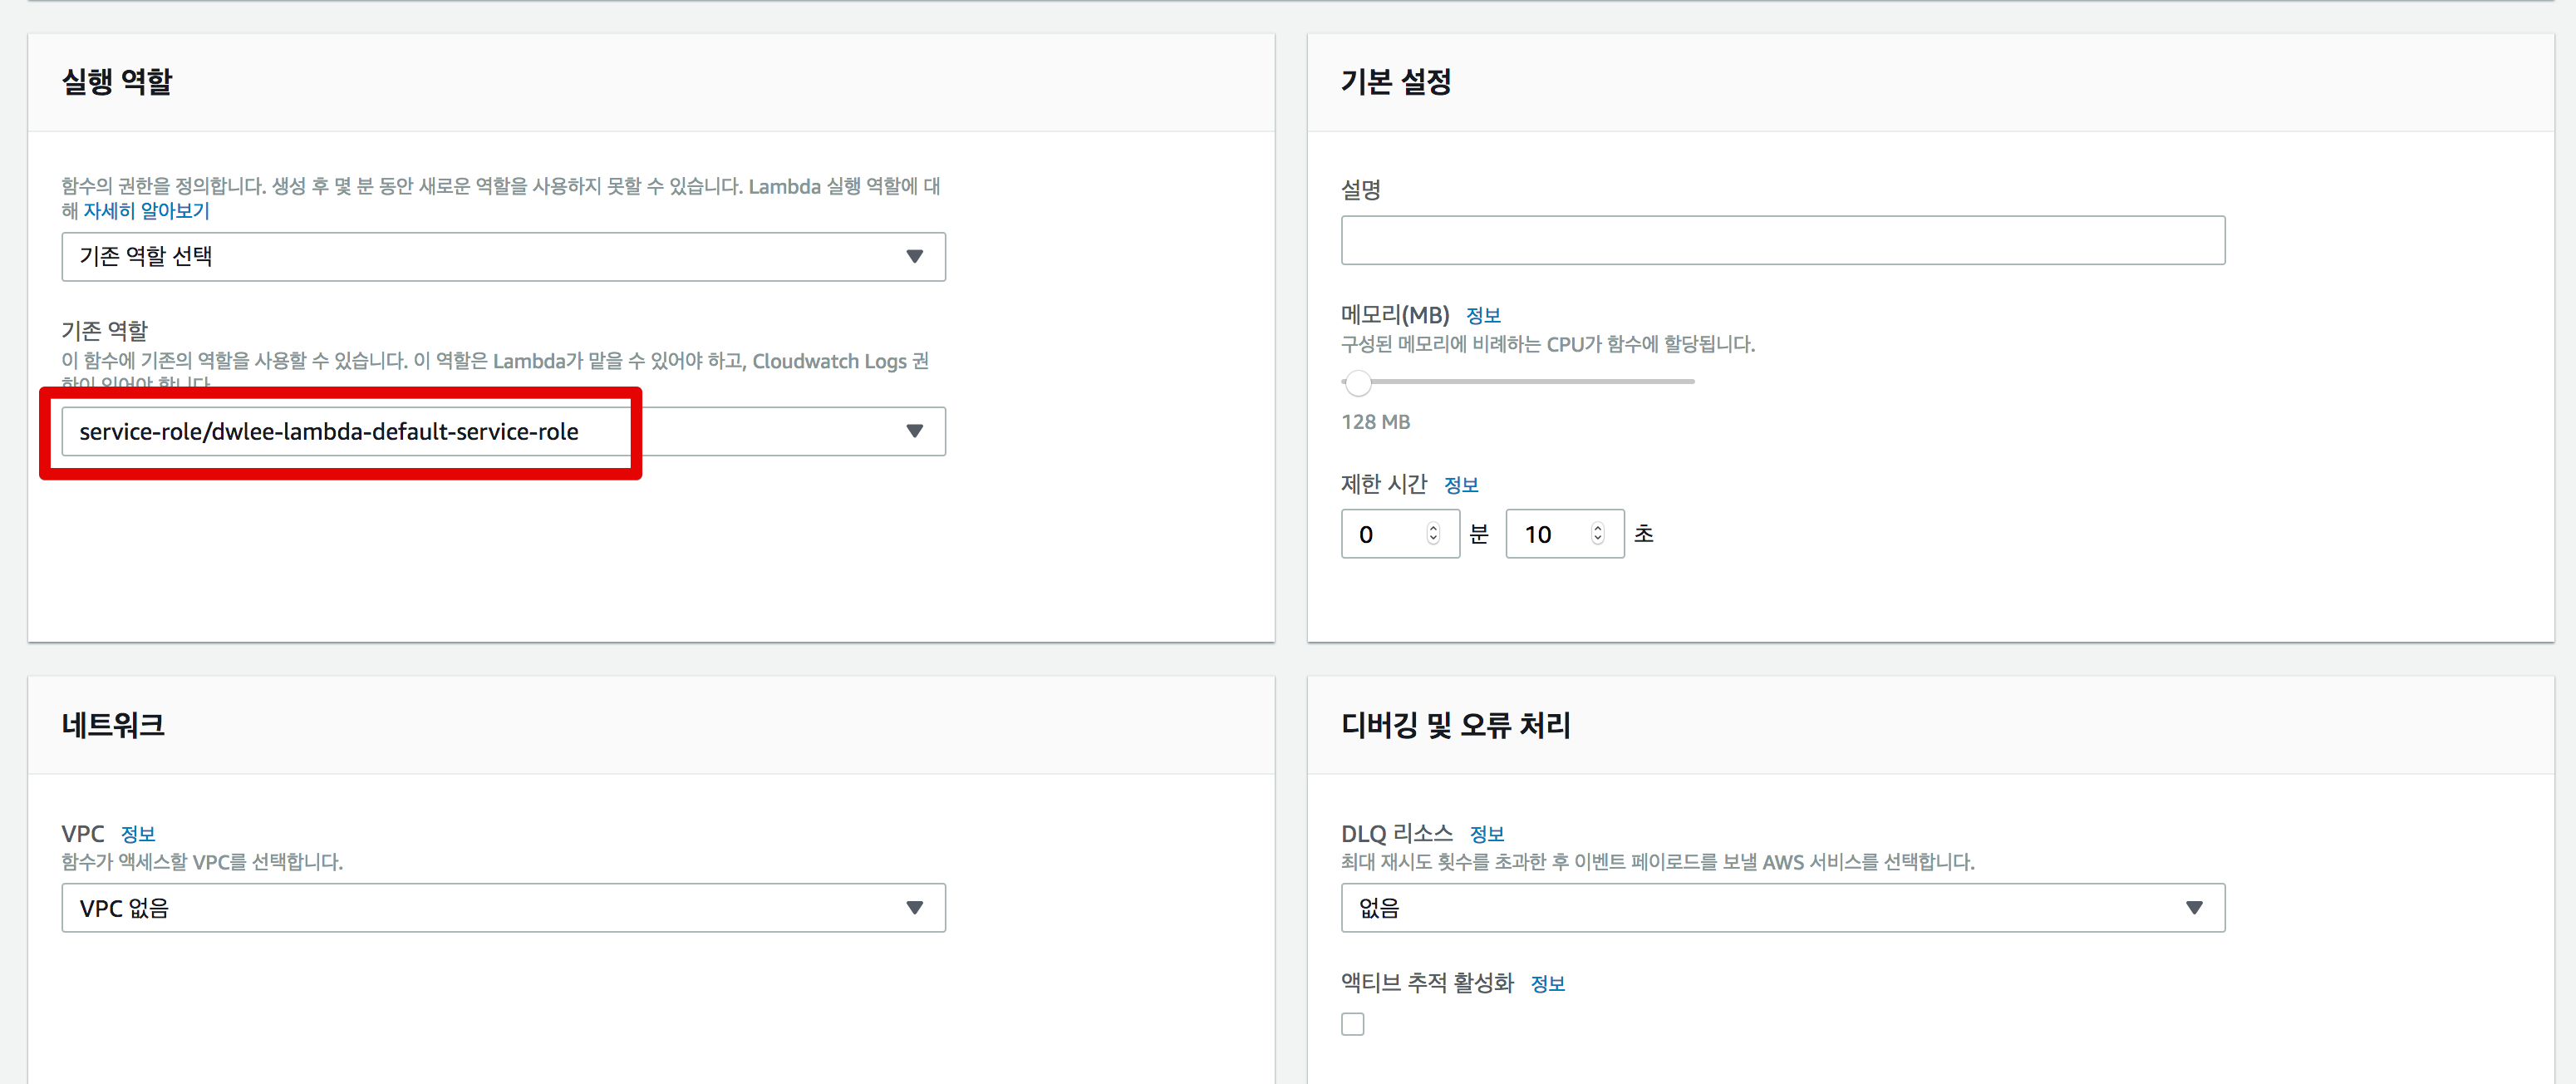 실행 역할
함수의 권한을 정의합니다. 생성 후 몇 분 동안 새로운 역할을 사용하지 못할 수 있습니다. Lambda 실행 역할에 대
해 자세히 알아보기
기존 역할 선택
기존 역할
이 함수에 기존의 역할을 사용할 수 있습니다. 이 역할은 Lambda가 맡을 수 있어야 하고, Cloudwatch Logs 권
한이 있어야 합니다.
service-role/dwlee-lambda-default-service-role
기본 설정
설명
메모리(MB) 정보
구성된 메모리에 비례하는 CPU가 함수에 할당됩니다.
128 MB
제한 시간 정보
0 분 10 초
네트워크
VPC 정보
함수가 액세스할 VPC를 선택합니다.
VPC 없음
디버깅 및 오류 처리
DLQ 리소스 정보
최대 재시도 횟수를 초과한 후 이벤트 페이로드를 보낼 AWS 서비스를 선택합니다.
없음
액티브 추적 활성화 정보